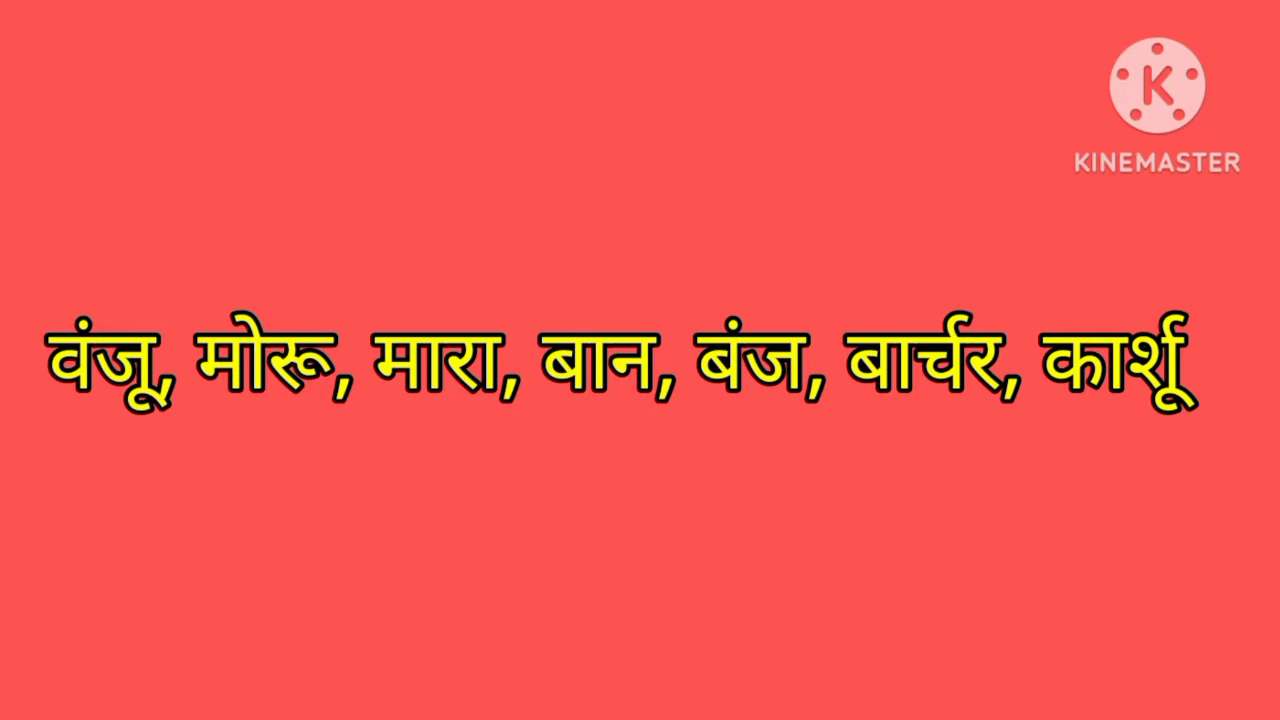 KINEMASTER
वंजू, मोरू, मारा, बान, बंज, बार्चर, कार्शू